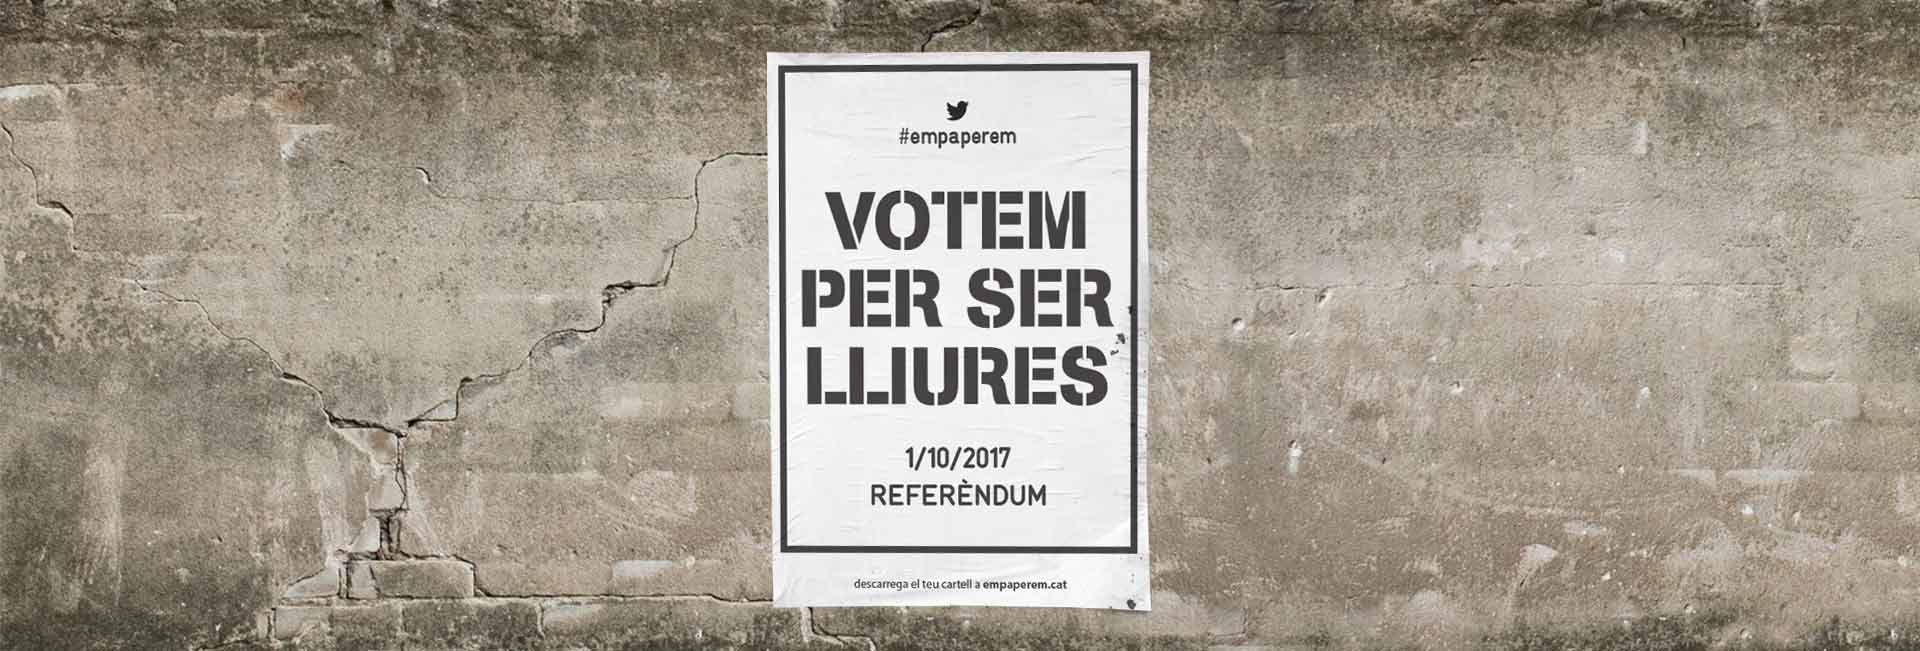 #empaperem
VOTEM
PER SER
LLIURES
1/10/2017
REFERÈNDUM
descarrega el teu cartell a empaperem.cat